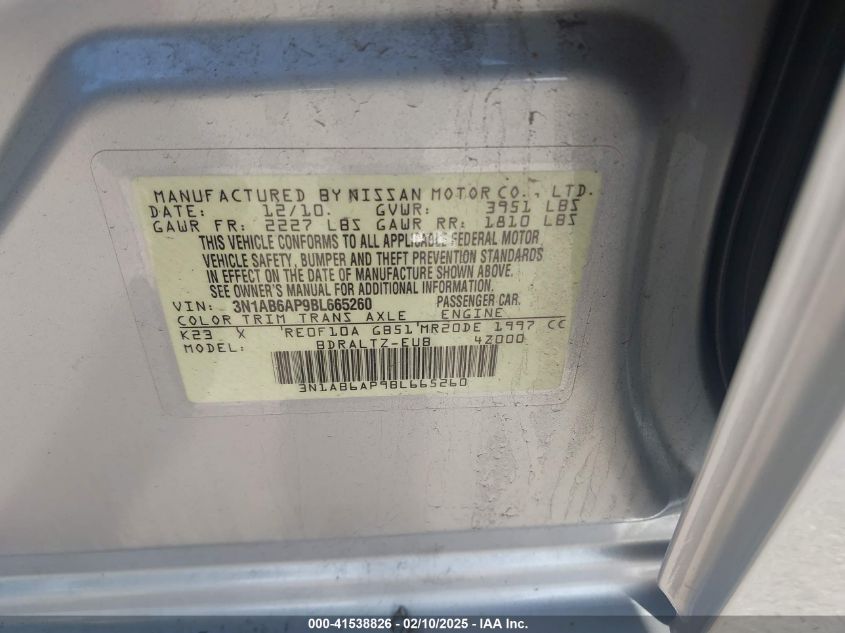 MANUFACTURED BY NISSAN MOTOR CO., LTD.
DATE: 12/10. GVWR: 3951 LBS
GAWR FR: 2227 LBS GAWR RR: 1810 LBS
THIS VEHICLE CONFORMS TO ALL APPLICABLE FEDERAL MOTOR
VEHICLE SAFETY, BUMPER AND THEFT PREVENTION STANDARDS
IN EFFECT ON THE DATE OF MANUFACTURE SHOWN ABOVE.
SEE OWNER'S MANUAL FOR ADDITIONAL INFORMATION.
VIN: 3N1AB6AP9BL665260 PASSENGER CAR.
COLOR TRIM TRANS AXLE ENGINE
K23 X 'RE0F10A GB51'MR20DE 1997 CC
MODEL: BDRALTZ-EUB 4Z000
3N1AB6AP9BL665260
000-41538826 - 02/10/2025 - IAA Inc.